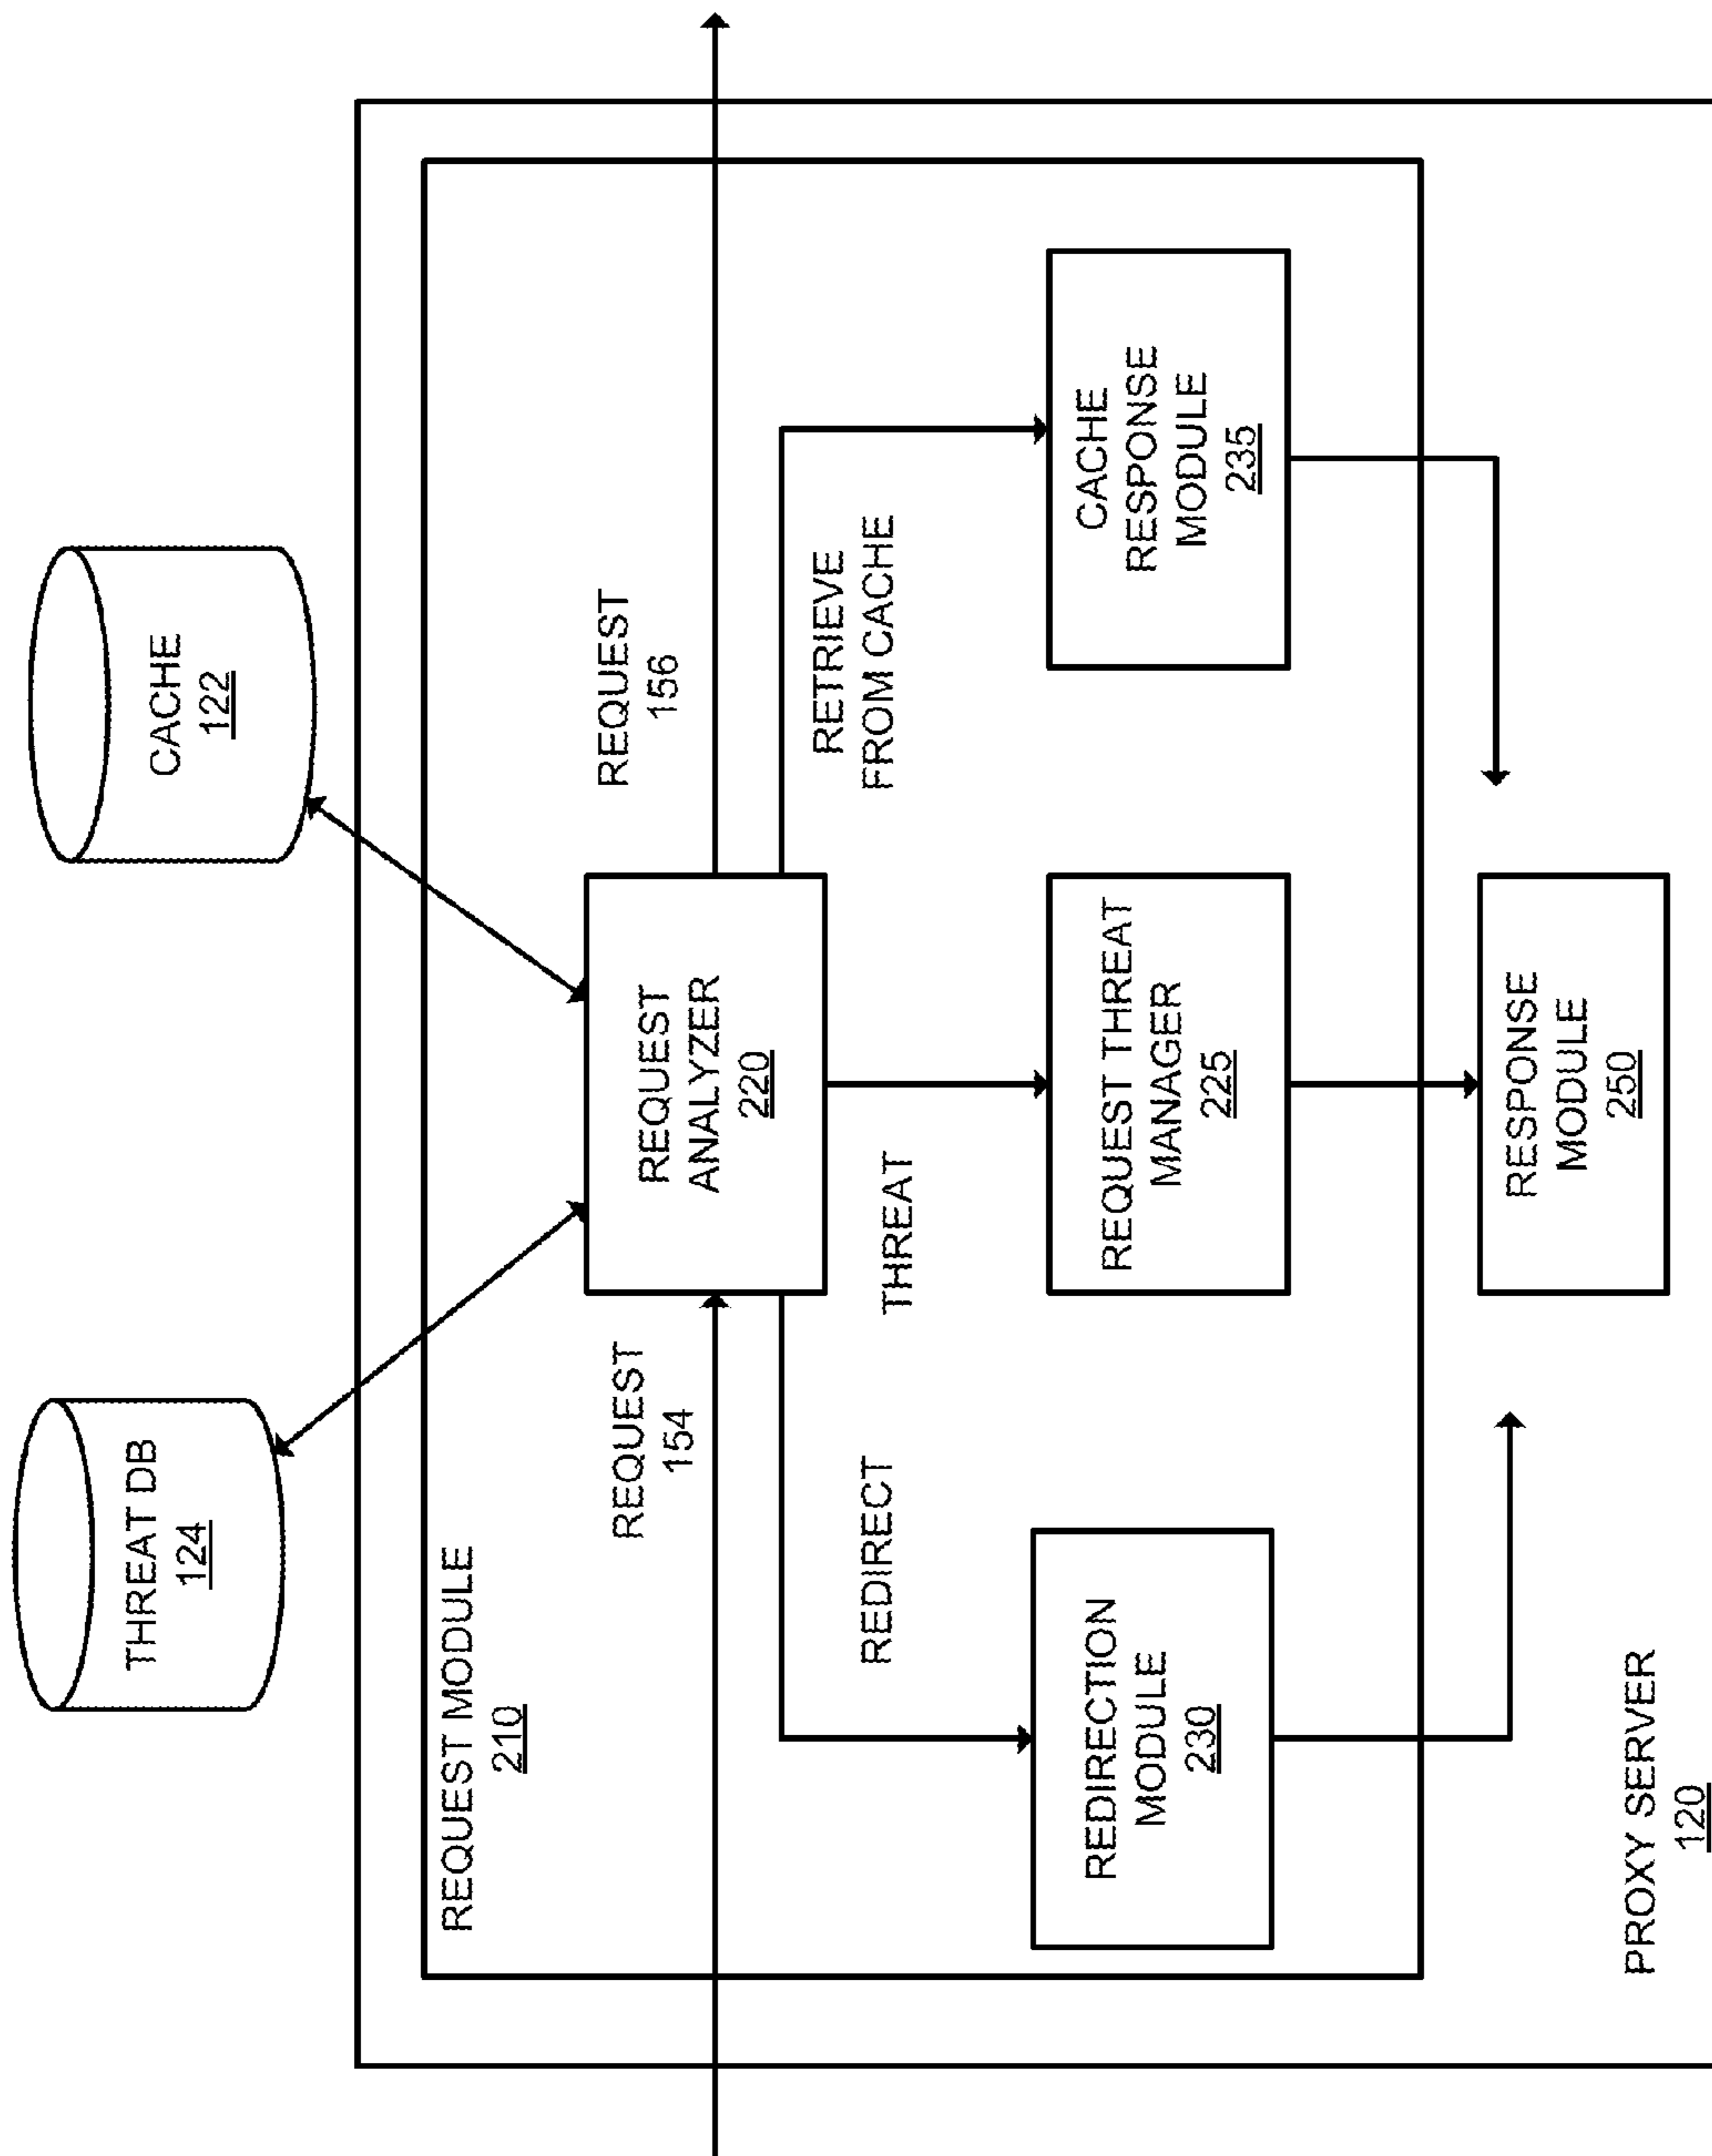 THREAT DB
124
CACHE
122
REQUEST MODULE
210
REQUEST
154
REQUEST
156
REQUEST
ANALYZER
220
REDIRECT
THREAT
RETRIEVE
FROM CACHE
REDIRECTION
MODULE
230
REQUEST THREAT
MANAGER
225
CACHE
RESPONSE
MODULE
235
RESPONSE
MODULE
250
PROXY SERVER
120